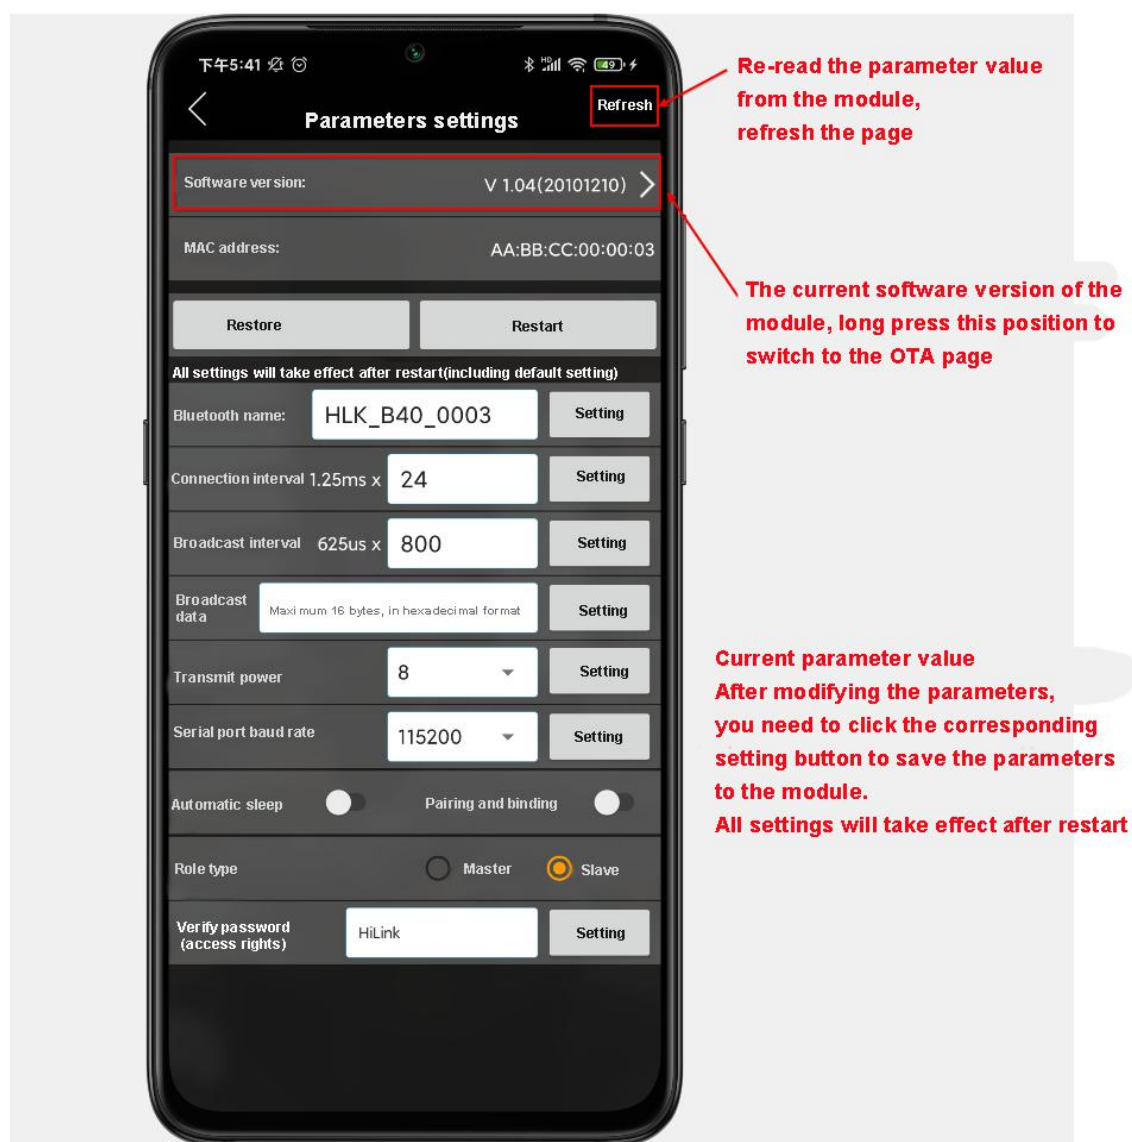 下午5:41
HD
49
Parameters settings
Refresh
Re-read the parameter value
from the module,
refresh the page
Software version:
V 1.04(20101210)
MAC address:
AA:BB:CC:00:00:03
The current software version of the
module, long press this position to
switch to the OTA page
Restore
Restart
All settings will take effect after restart(including default setting)
Bluetooth name:
HLK_B40_0003
Setting
Connection interval 1.25ms x
24
Setting
Broadcast interval 625us x
800
Setting
Broadcast
data
Maximum 16 bytes, in hexadecimal format
Setting
Transmit power
8
Setting
Serial port baud rate
115200
Setting
Current parameter value
After modifying the parameters,
you need to click the corresponding
setting button to save the parameters
to the module.
All settings will take effect after restart
Automatic sleep
Pairing and binding
Role type
Master
Slave
Verify password
(access rights)
HiLink
Setting